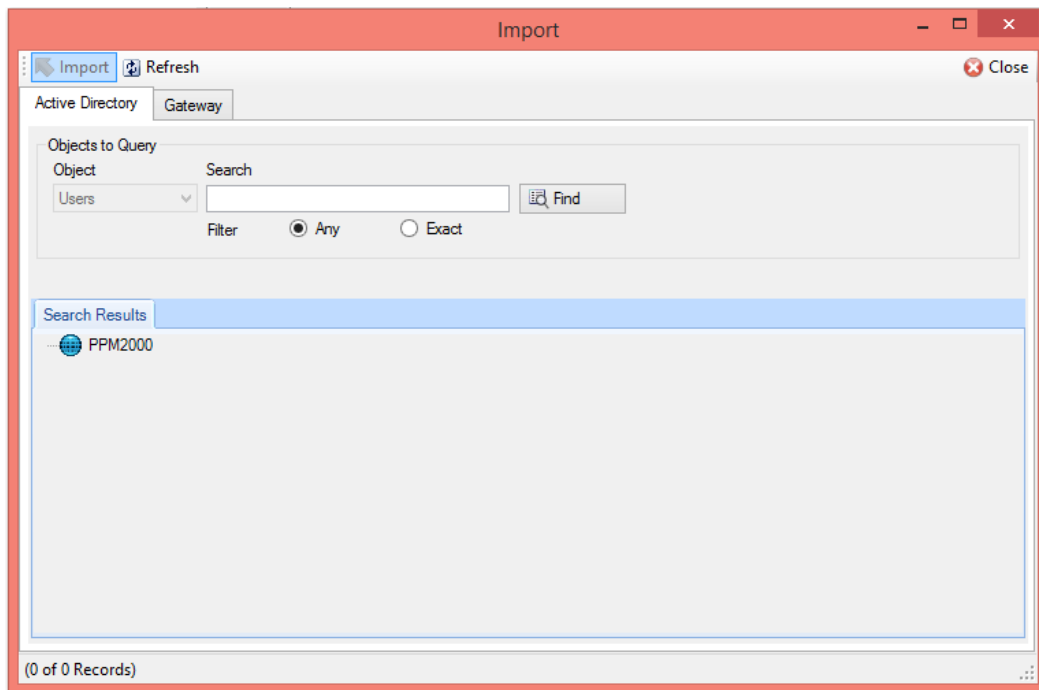 Import
Import Refresh Close
Active Directory Gateway
Objects to Query
Object Search
Users Find
Filter Any Exact
Search Results
PPM2000
(0 of 0 Records)